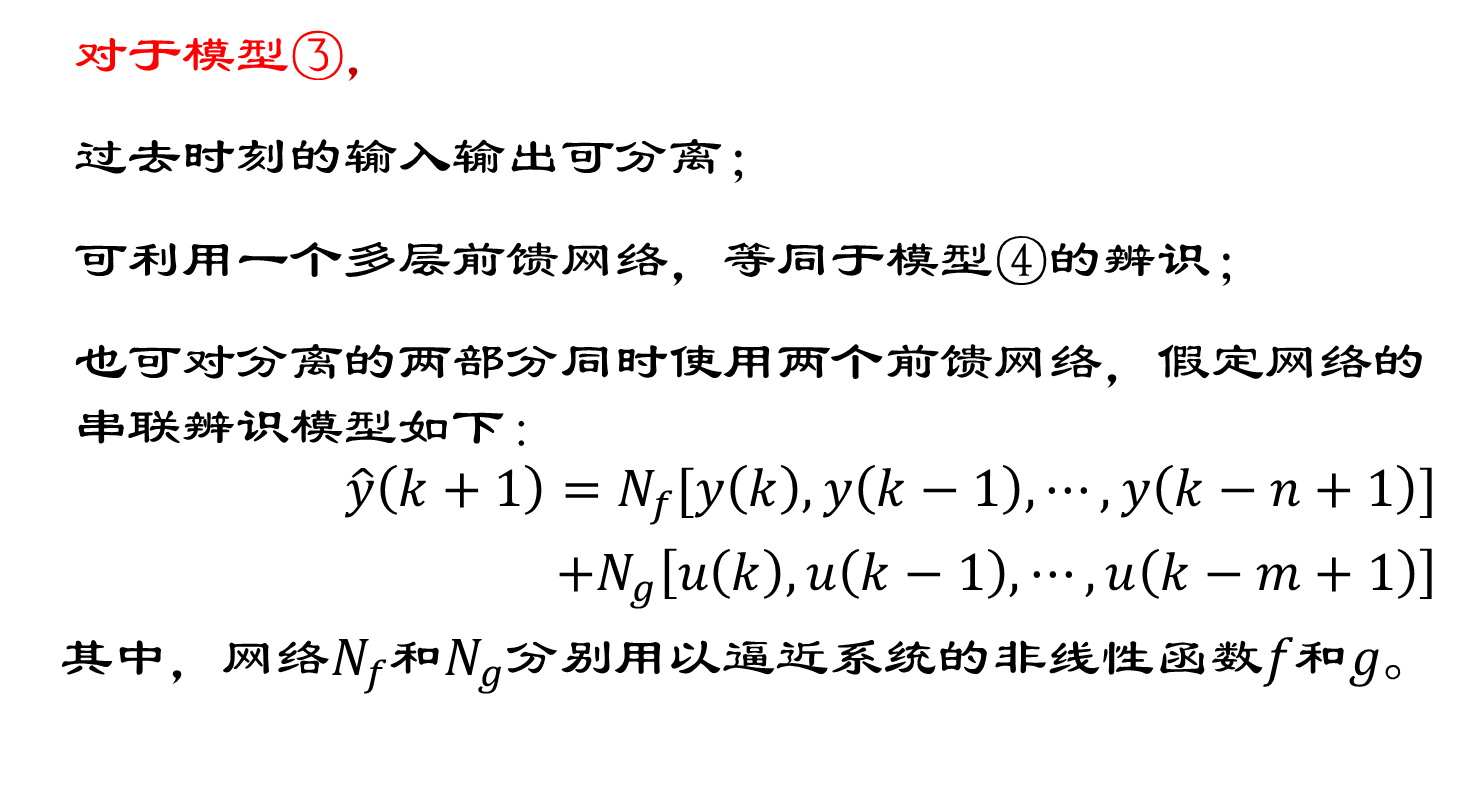 对于模型③,
过去时刻的输入输出可分离；
可利用一个多层前馈网络，等同于模型④的辨识；
也可对分离的两部分同时使用两个前馈网络，假定网络的
串联辨识模型如下：
ŷ(k + 1) = N_f[y(k), y(k − 1), ⋯ , y(k − n + 1)]
+N_g[u(k), u(k − 1), ⋯ , u(k − m + 1)]
其中，网络N_f和N_g分别用以逼近系统的非线性函数f和g。